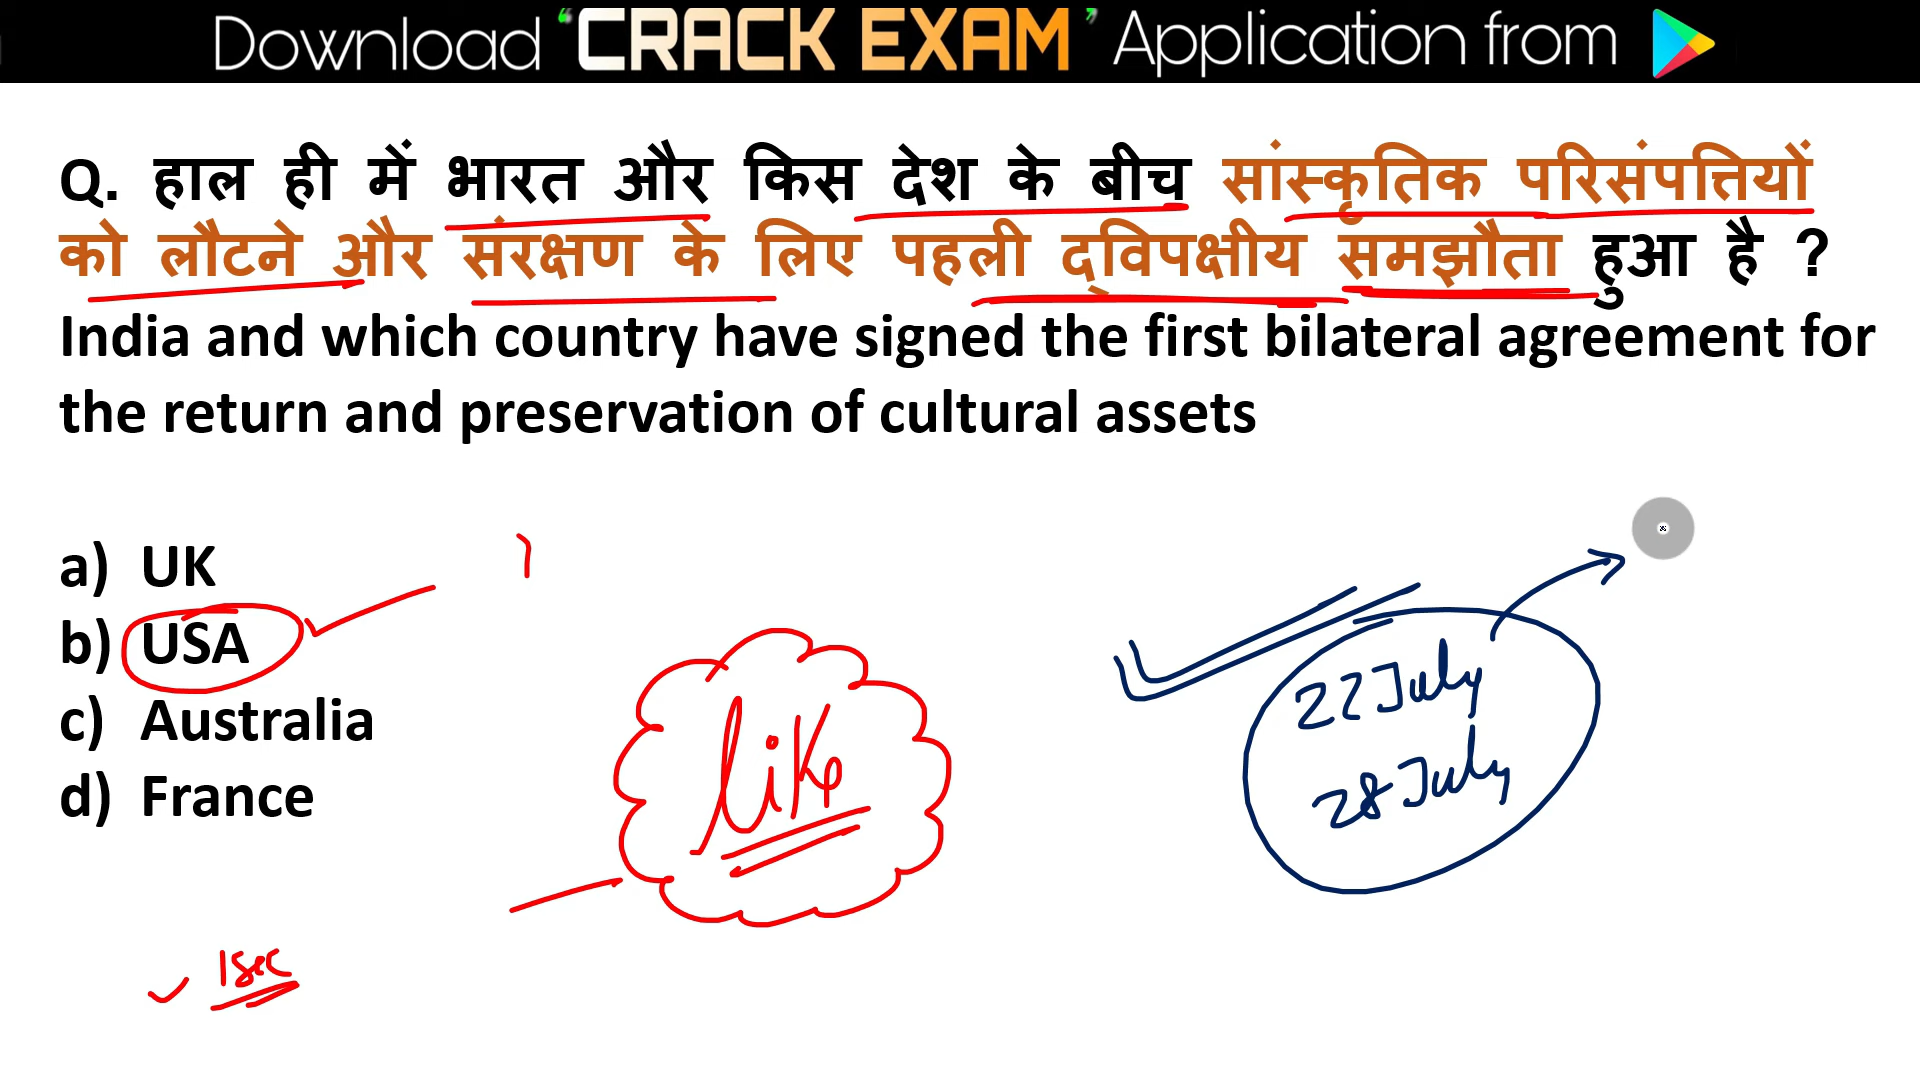 Download ‘CRACK EXAM’ Application from
Q. हाल ही में भारत और किस देश के बीच सांस्कृतिक परिसंपत्तियों
को लौटने और संरक्षण के लिए पहली द्विपक्षीय समझौता हुआ है ?
India and which country have signed the first bilateral agreement for
the return and preservation of cultural assets
a) UK
b) USA
c) Australia
d) France
like
22 July
28 July
1 sec